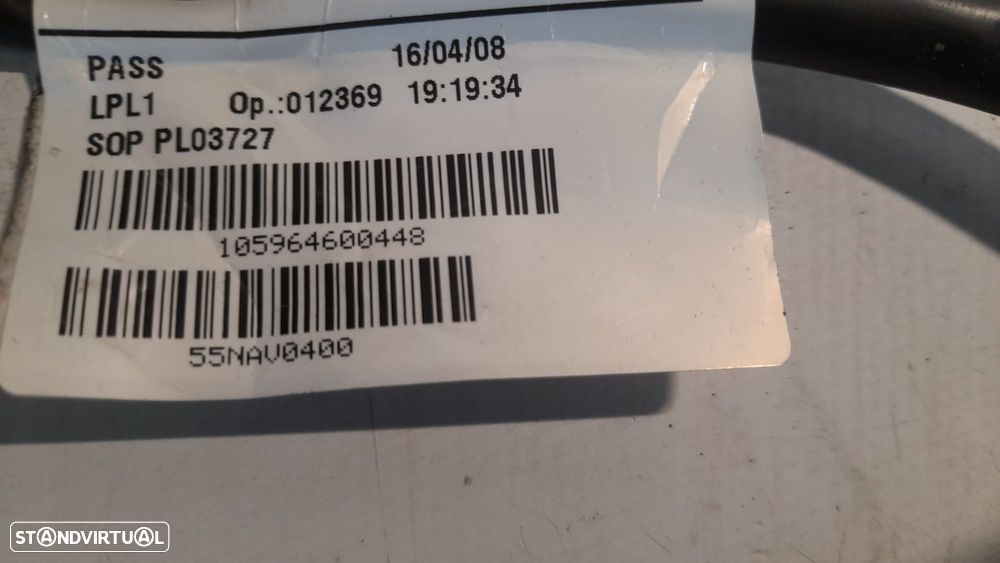 PASS 16/04/08
LPL1 Op.:012369 19:19:34
SOP PL03727
105964600448
55NAV0400
STANDVIRTUAL